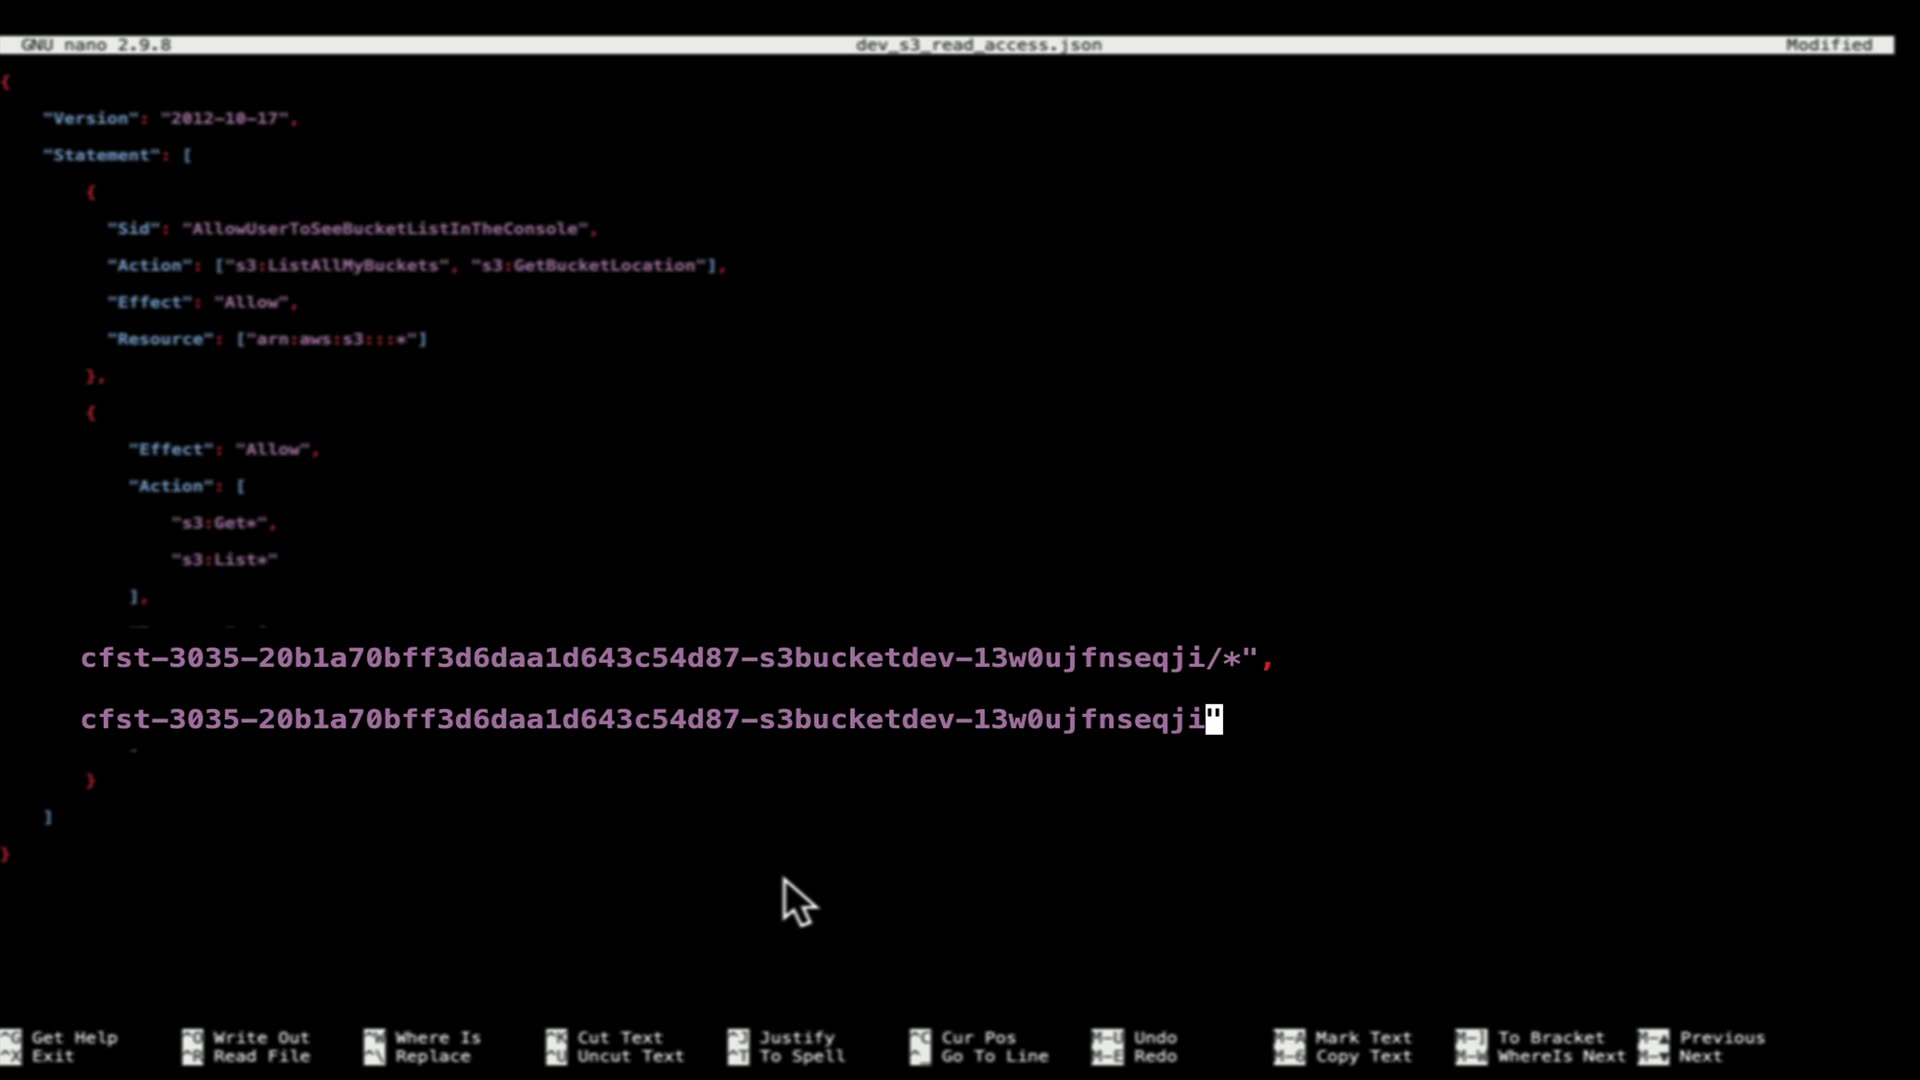 GNU nano 2.9.8 dev_s3_read_access.json Modified
{
"Version": "2012-10-17",
"Statement": [
{
"Sid": "AllowUserToSeeBucketListInTheConsole",
"Action": ["s3:ListAllMyBuckets", "s3:GetBucketLocation"],
"Effect": "Allow",
"Resource": ["arn:aws:s3:::*"]
},
{
"Effect": "Allow",
"Action": [
"s3:Get*",
"s3:List*"
],
cfst-3035-20b1a70bff3d6daa1d643c54d87-s3bucketdev-13w0ujfnseqji/*",
cfst-3035-20b1a70bff3d6daa1d643c54d87-s3bucketdev-13w0ujfnseqji"
}
]
}
^G Get Help ^O Write Out ^W Where Is ^K Cut Text ^J Justify ^C Cur Pos M-U Undo M-A Mark Text M-] To Bracket M-▲ Previous
^X Exit ^R Read File ^\ Replace ^U Uncut Text ^T To Spell ^_ Go To Line M-E Redo M-6 Copy Text M-W WhereIs Next M-▼ Next